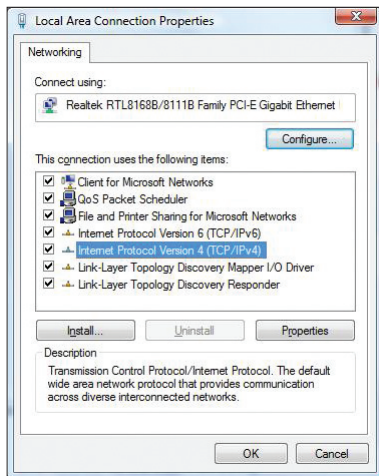 Local Area Connection Properties
Networking
Connect using:
Realtek RTL8168B/8111B Family PCI-E Gigabit Ethernet
Configure...
This connection uses the following items:
Client for Microsoft Networks
QoS Packet Scheduler
File and Printer Sharing for Microsoft Networks
Internet Protocol Version 6 (TCP/IPv6)
Internet Protocol Version 4 (TCP/IPv4)
Link-Layer Topology Discovery Mapper I/O Driver
Link-Layer Topology Discovery Responder
Install... Uninstall Properties
Description
Transmission Control Protocol/Internet Protocol. The default
wide area network protocol that provides communication
across diverse interconnected networks.
OK Cancel